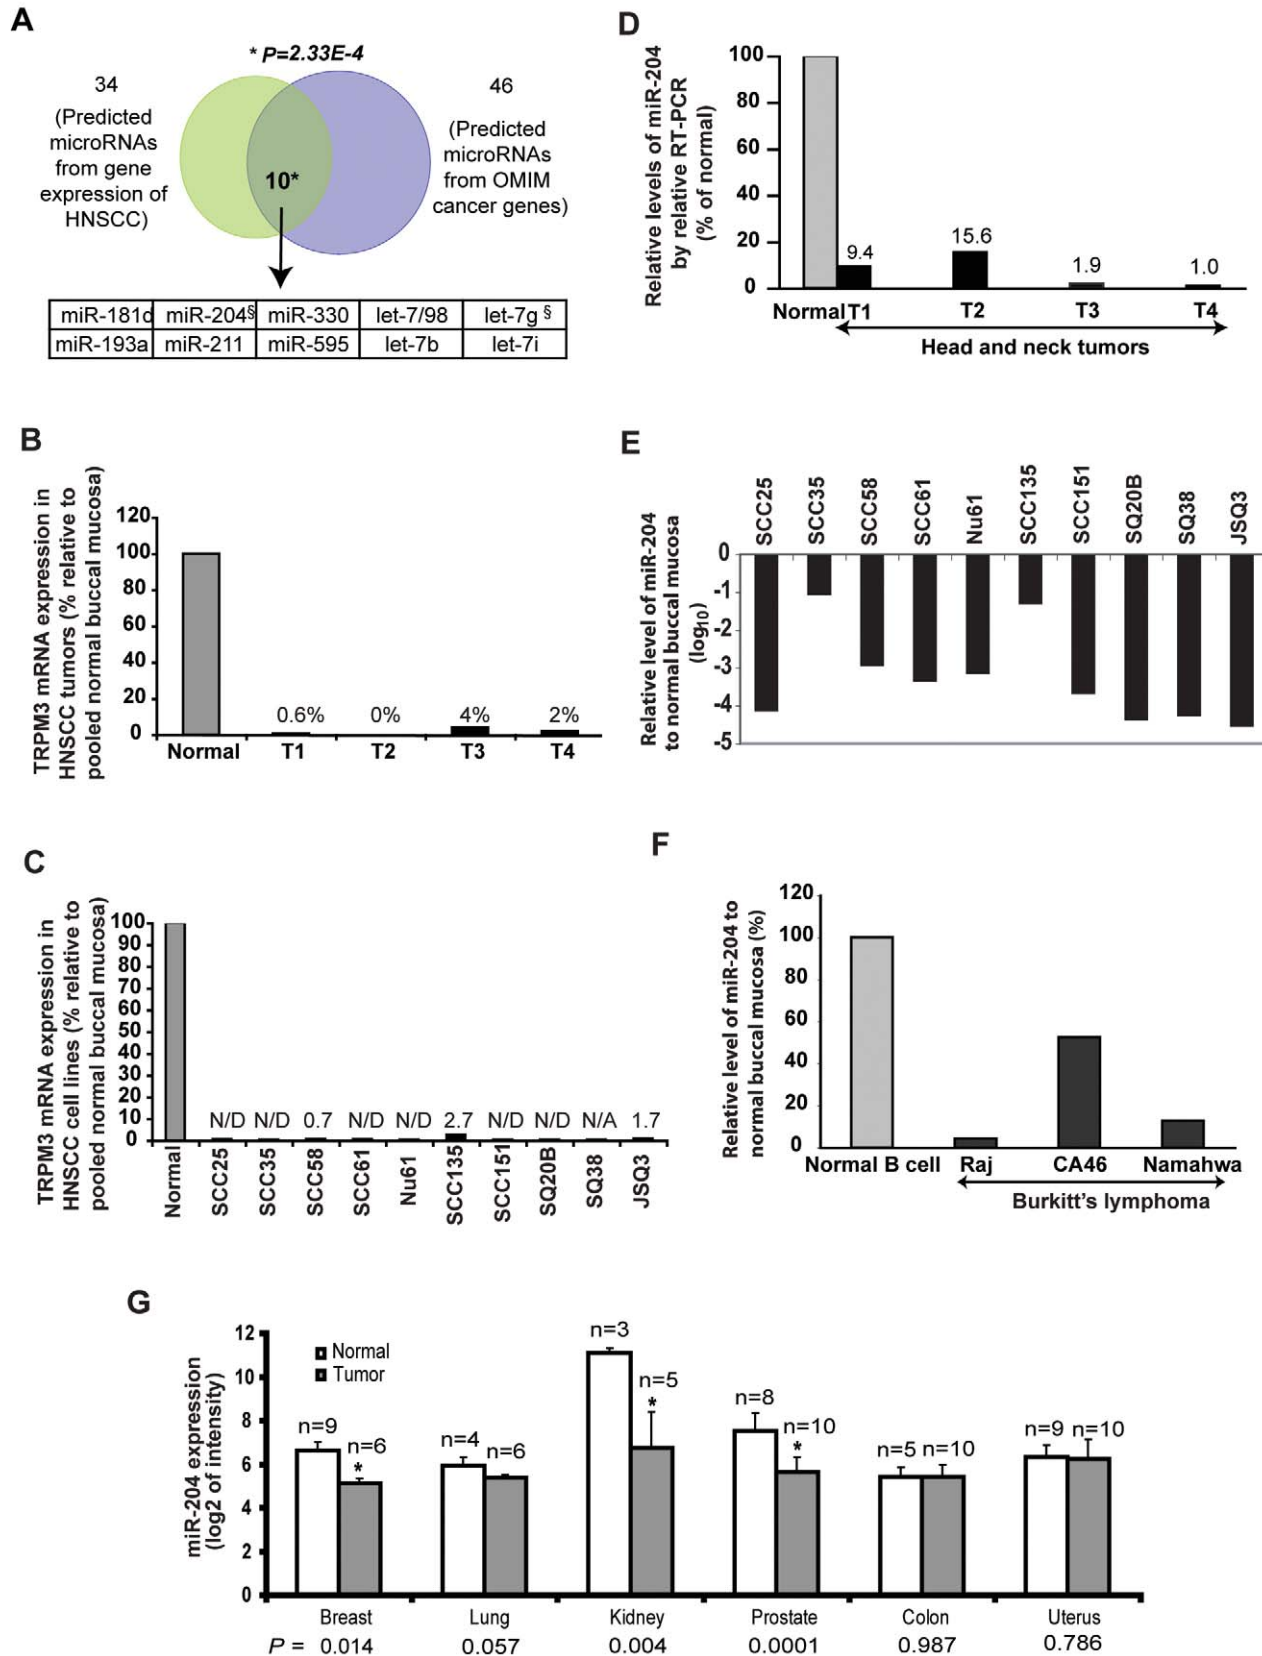 A
* P=2.33E-4
34
(Predicted
microRNAs
from gene
expression of
HNSCC)
46
(Predicted
microRNAs
from OMIM
cancer genes)
10*
miR-181d miR-204§ miR-330 let-7/98 let-7g §
miR-193a miR-211 miR-595 let-7b let-7i
B
TRPM3 mRNA expression in
HNSCC tumors (% relative to
pooled normal buccal mucosa)
120
100
80
60
40
20
0
0.6% 0% 4% 2%
Normal T1 T2 T3 T4
C
TRPM3 mRNA expression in
HNSCC cell lines (% relative to
pooled normal buccal mucosa)
100
90
80
70
60
50
40
30
20
10
0
N/D N/D 0.7 N/D N/D 2.7 N/D N/D N/A 1.7
Normal SCC25 SCC35 SCC58 SCC61 Nu61 SCC135 SCC151 SQ20B SQ38 JSQ3
D
Relative levels of miR-204
by relative RT-PCR
(% of normal)
100
80
60
40
20
0
9.4 15.6 1.9 1.0
Normal T1 T2 T3 T4
Head and neck tumors
E
SCC25 SCC35 SCC58 SCC61 Nu61 SCC135 SCC151 SQ20B SQ38 JSQ3
Relative level of miR-204
to normal buccal mucosa
(log10)
0
-1
-2
-3
-4
-5
F
Relative level of miR-204 to
normal buccal mucosa (%)
120
100
80
60
40
20
0
Normal B cell Raj CA46 Namahwa
Burkitt's lymphoma
G
miR-204 expression
(log2 of intensity)
12
10
8
6
4
2
0
Normal
Tumor
n=9 n=6 n=4 n=6 n=3 n=5 n=8 n=10 n=5 n=10 n=9 n=10
* * *
Breast Lung Kidney Prostate Colon Uterus
P = 0.014 0.057 0.004 0.0001 0.987 0.786